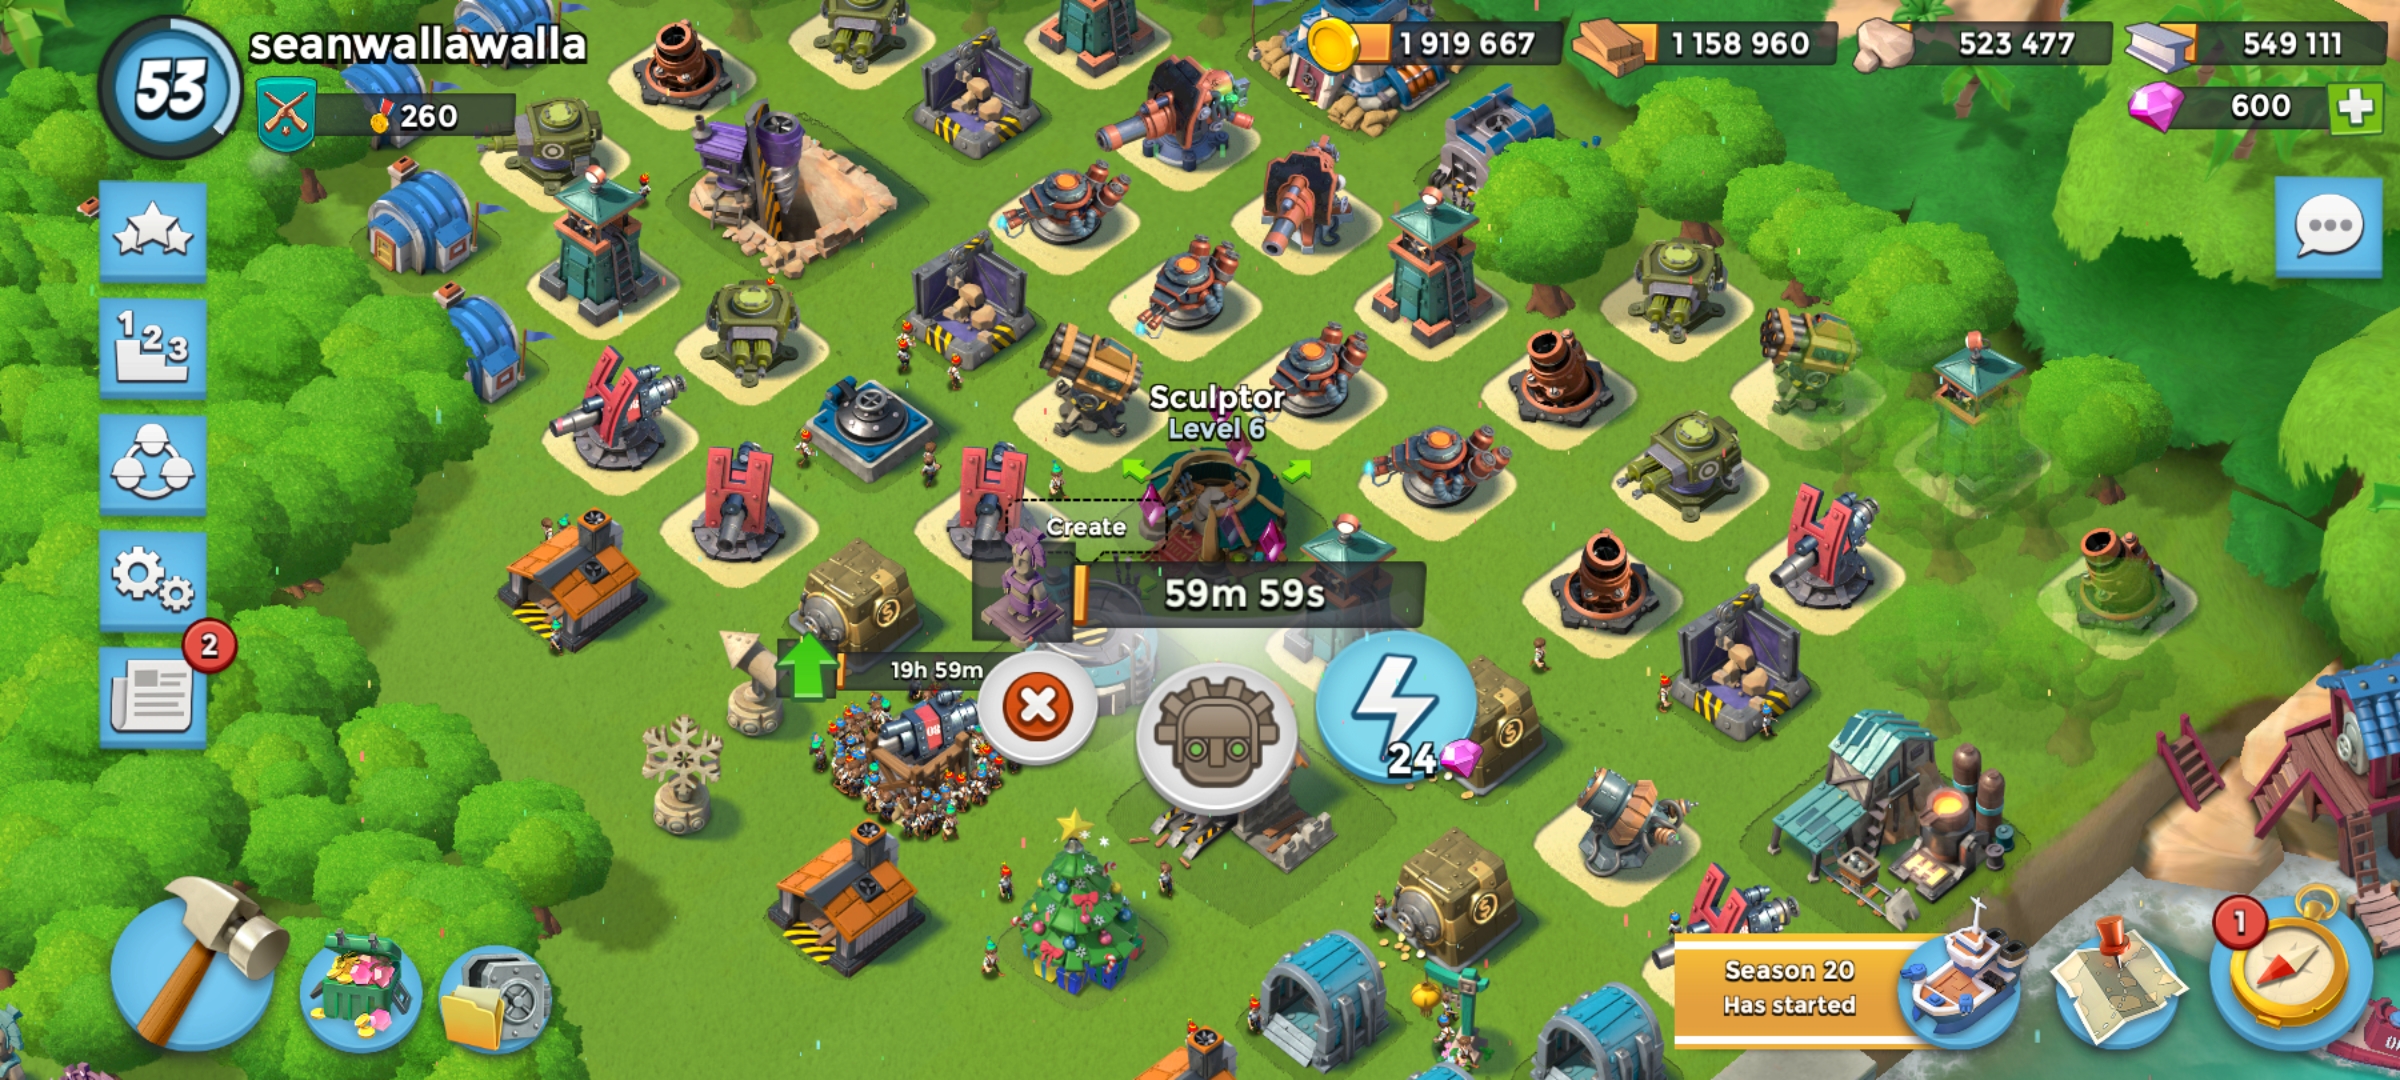 53
seanwallawalla
260
1 919 667
1 158 960
523 477
549 111
600
123
2
Sculptor
Level 6
Create
59m 59s
19h 59m
24
Season 20
Has started
1